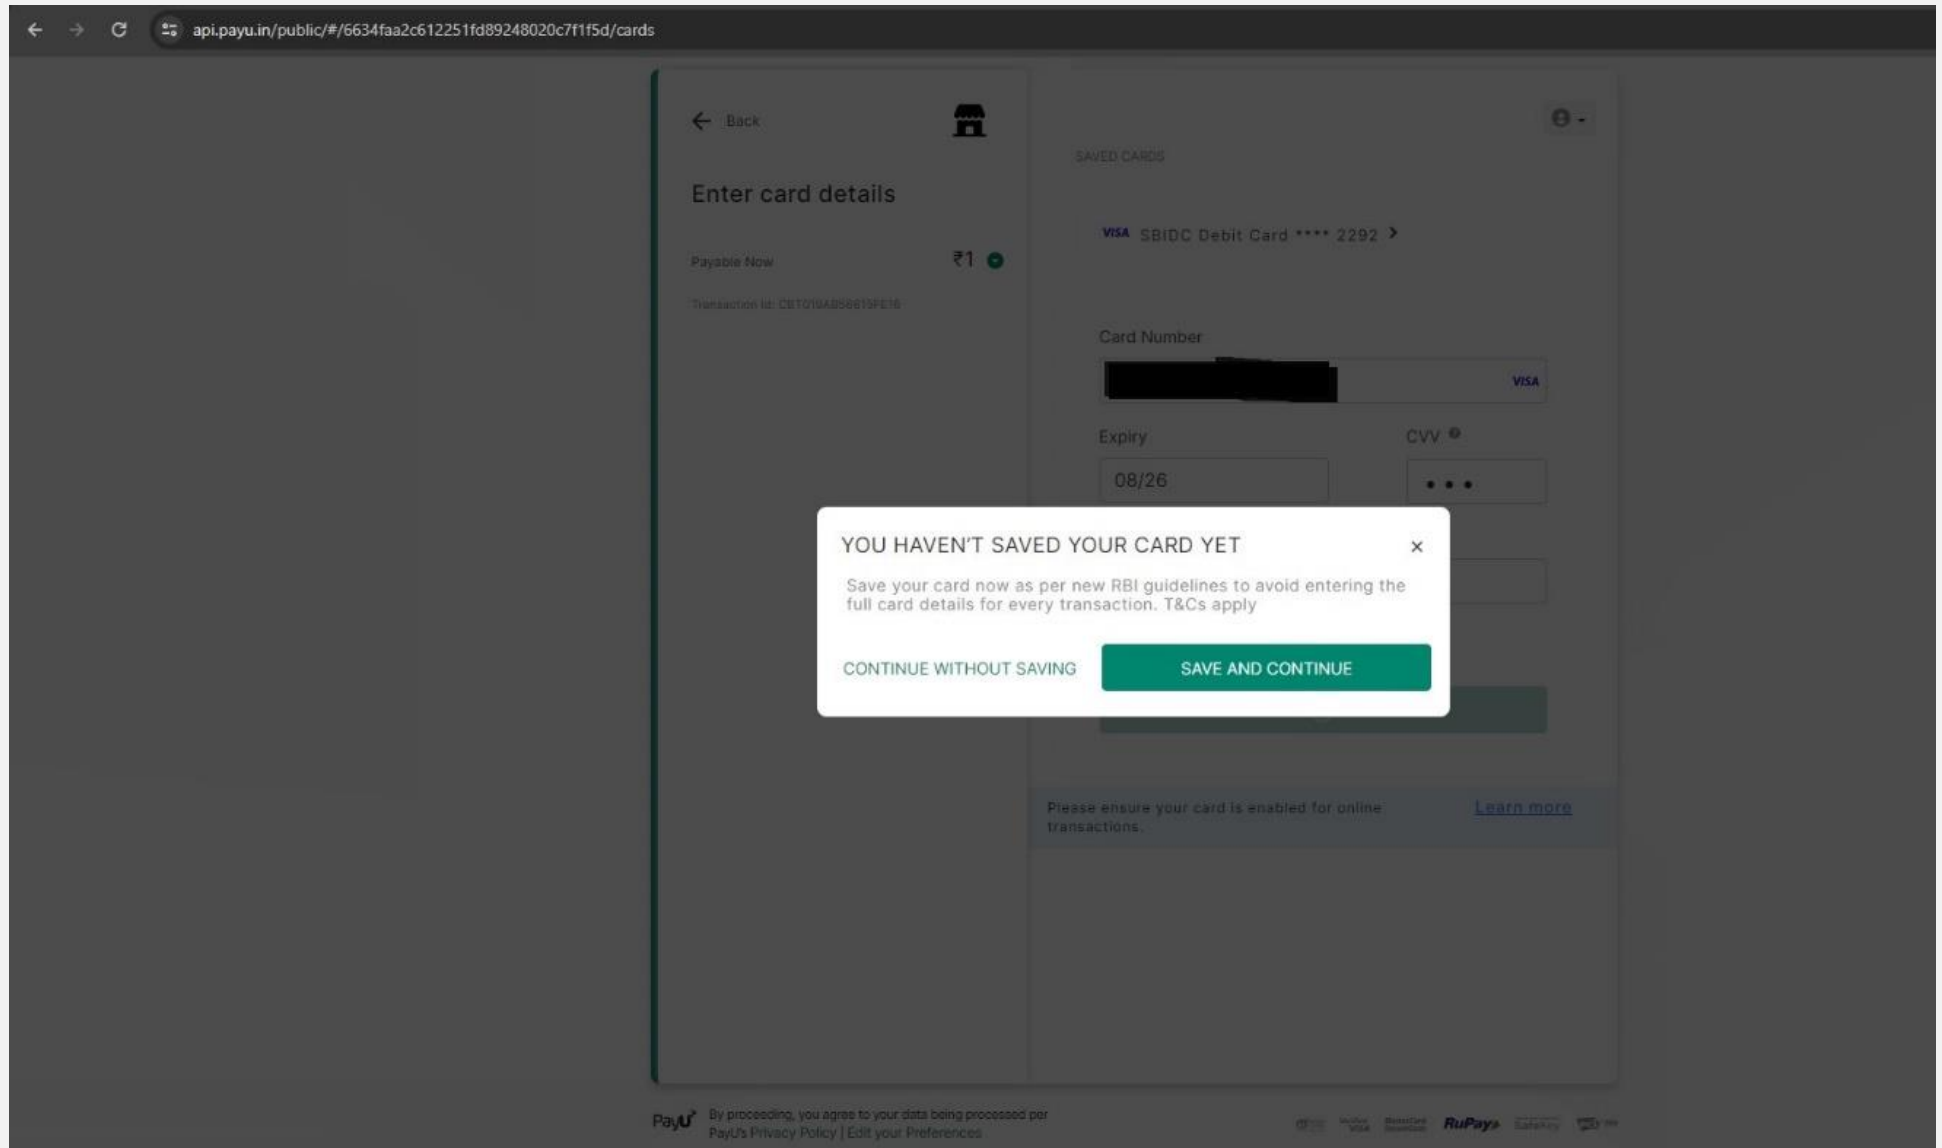 api.payu.in/public/#/6634faa2c612251fd89248020c7f1f5d/cards
Back
Enter card details
Payable Now
₹1
Transaction Id:
SAVED CARDS
VISA SBIDC Debit Card **** 2292
Card Number
VISA
Expiry
CVV
08/26
YOU HAVEN'T SAVED YOUR CARD YET
Save your card now as per new RBI guidelines to avoid entering the
full card details for every transaction. T&Cs apply
CONTINUE WITHOUT SAVING
SAVE AND CONTINUE
Please ensure your card is enabled for online
transactions.
Learn more
PayU
By proceeding, you agree to your data being processed per
PayU's Privacy Policy | Edit your Preferences
VISA
RuPay